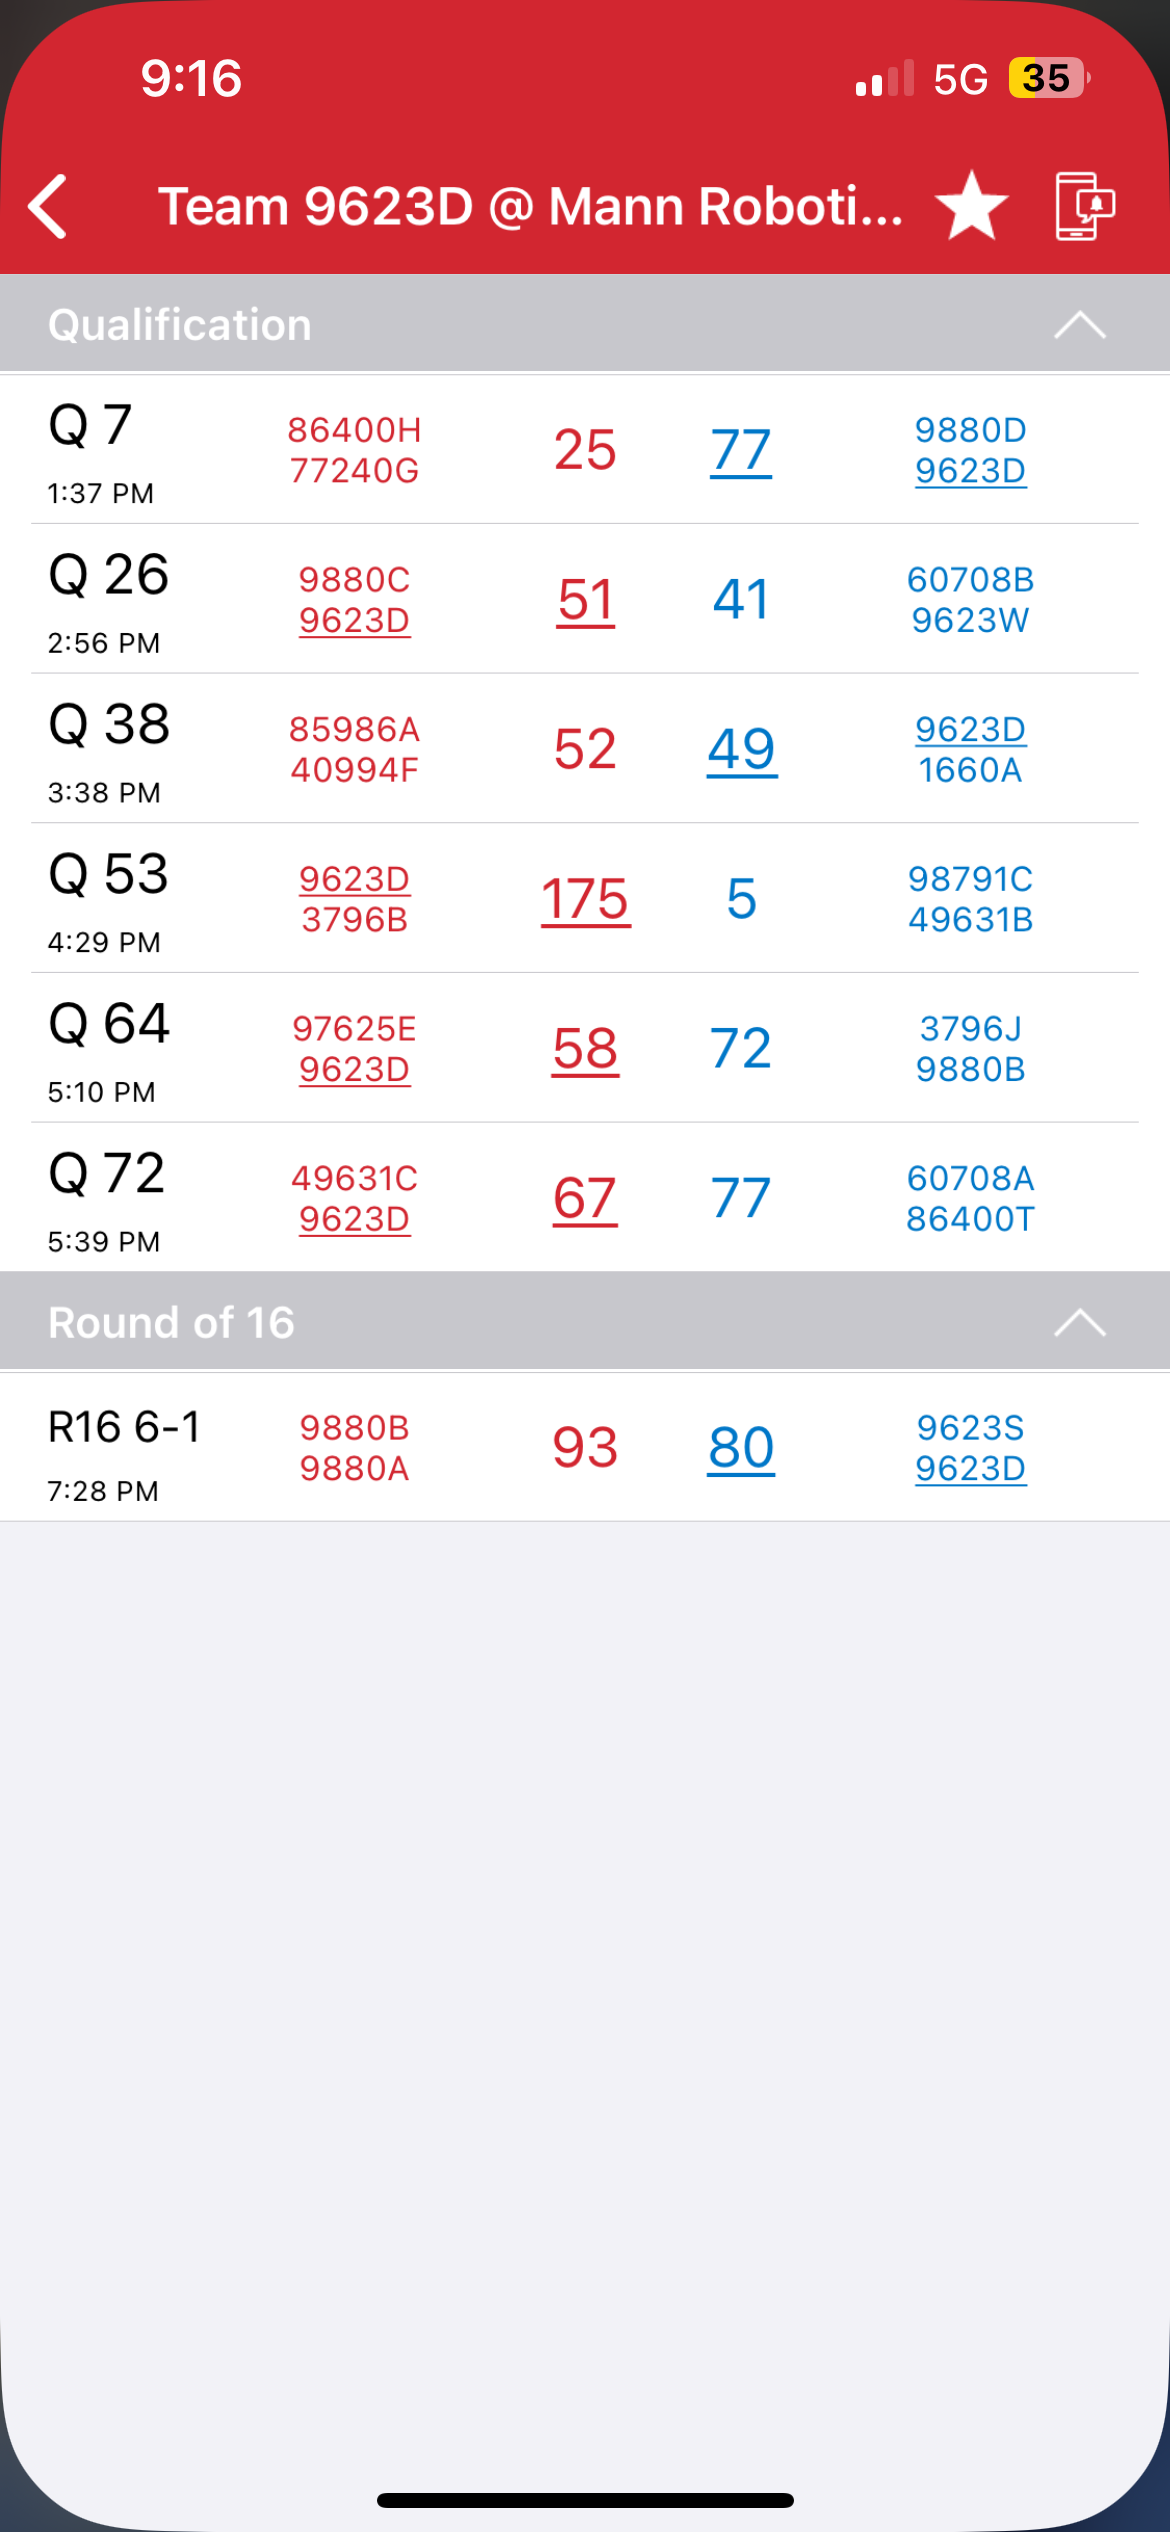 9:16 5G 35
Team 9623D @ Mann Roboti...
Qualification
Q 7 86400H 25 77 9880D
77240G 9623D
1:37 PM
Q 26 9880C 51 41 60708B
9623D 9623W
2:56 PM
Q 38 85986A 52 49 9623D
40994F 1660A
3:38 PM
Q 53 9623D 175 5 98791C
3796B 49631B
4:29 PM
Q 64 97625E 58 72 3796J
9623D 9880B
5:10 PM
Q 72 49631C 67 77 60708A
9623D 86400T
5:39 PM
Round of 16
R16 6-1 9880B 93 80 9623S
9880A 9623D
7:28 PM